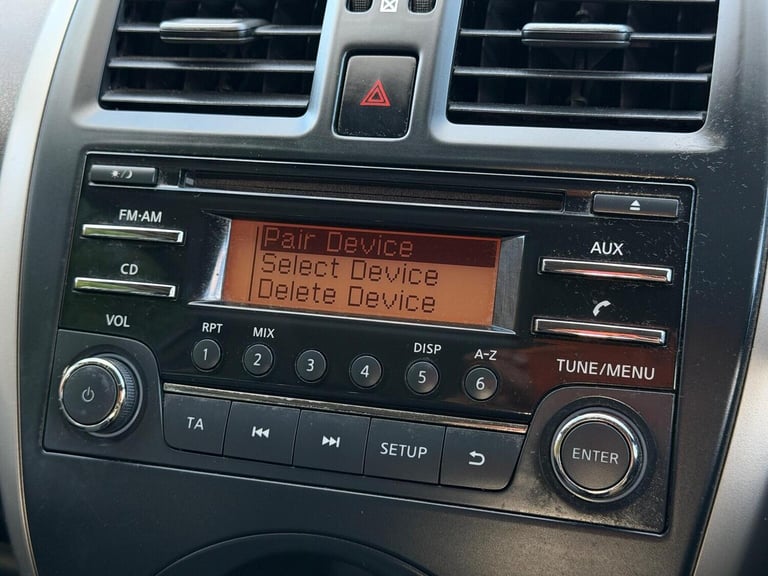 FM·AM
CD
VOL
Pair Device
Select Device
Delete Device
AUX
RPT
MIX
DISP
A-Z
1
2
3
4
5
6
TUNE/MENU
TA
SETUP
ENTER